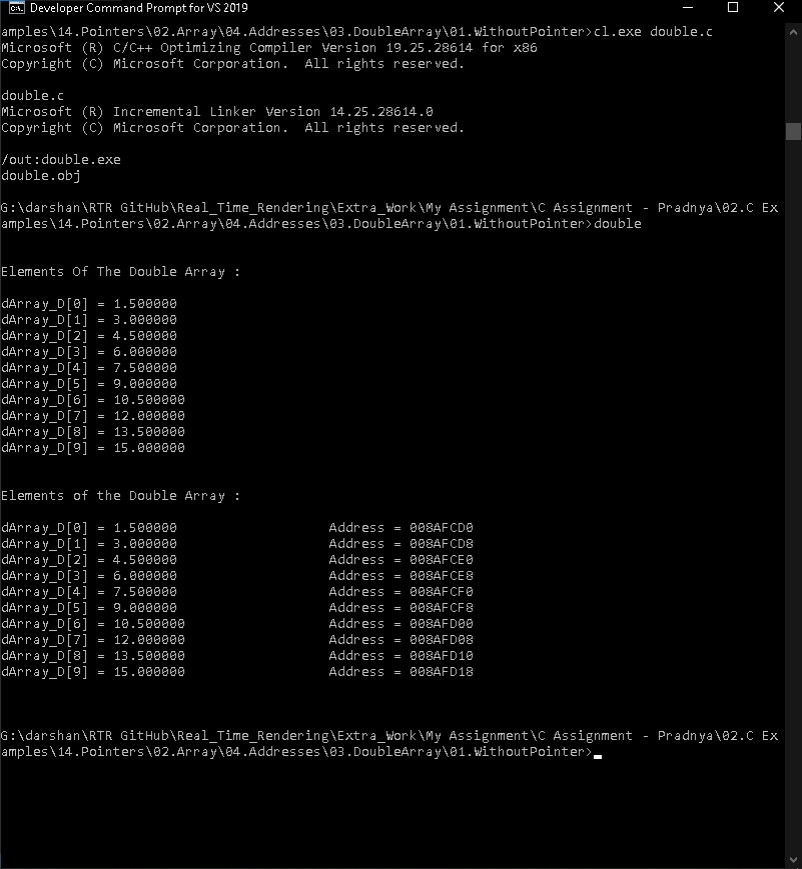 Developer Command Prompt for VS 2019
amples\14.Pointers\02.Array\04.Addresses\03.DoubleArray\01.WithoutPointer>cl.exe double.c
Microsoft (R) C/C++ Optimizing Compiler Version 19.25.28614 for x86
Copyright (C) Microsoft Corporation.  All rights reserved.
double.c
Microsoft (R) Incremental Linker Version 14.25.28614.0
Copyright (C) Microsoft Corporation.  All rights reserved.
/out:double.exe
double.obj
G:\darshan\RTR GitHub\Real_Time_Rendering\Extra_Work\My Assignment\C Assignment - Pradnya\02.C Ex
amples\14.Pointers\02.Array\04.Addresses\03.DoubleArray\01.WithoutPointer>double
Elements Of The Double Array :
dArray_D[0] = 1.500000
dArray_D[1] = 3.000000
dArray_D[2] = 4.500000
dArray_D[3] = 6.000000
dArray_D[4] = 7.500000
dArray_D[5] = 9.000000
dArray_D[6] = 10.500000
dArray_D[7] = 12.000000
dArray_D[8] = 13.500000
dArray_D[9] = 15.000000
Elements of the Double Array :
dArray_D[0] = 1.500000 Address = 008AFCD0
dArray_D[1] = 3.000000 Address = 008AFCD8
dArray_D[2] = 4.500000 Address = 008AFCE0
dArray_D[3] = 6.000000 Address = 008AFCE8
dArray_D[4] = 7.500000 Address = 008AFCF0
dArray_D[5] = 9.000000 Address = 008AFCF8
dArray_D[6] = 10.500000 Address = 008AFD00
dArray_D[7] = 12.000000 Address = 008AFD08
dArray_D[8] = 13.500000 Address = 008AFD10
dArray_D[9] = 15.000000 Address = 008AFD18
G:\darshan\RTR GitHub\Real_Time_Rendering\Extra_Work\My Assignment\C Assignment - Pradnya\02.C Ex
amples\14.Pointers\02.Array\04.Addresses\03.DoubleArray\01.WithoutPointer>